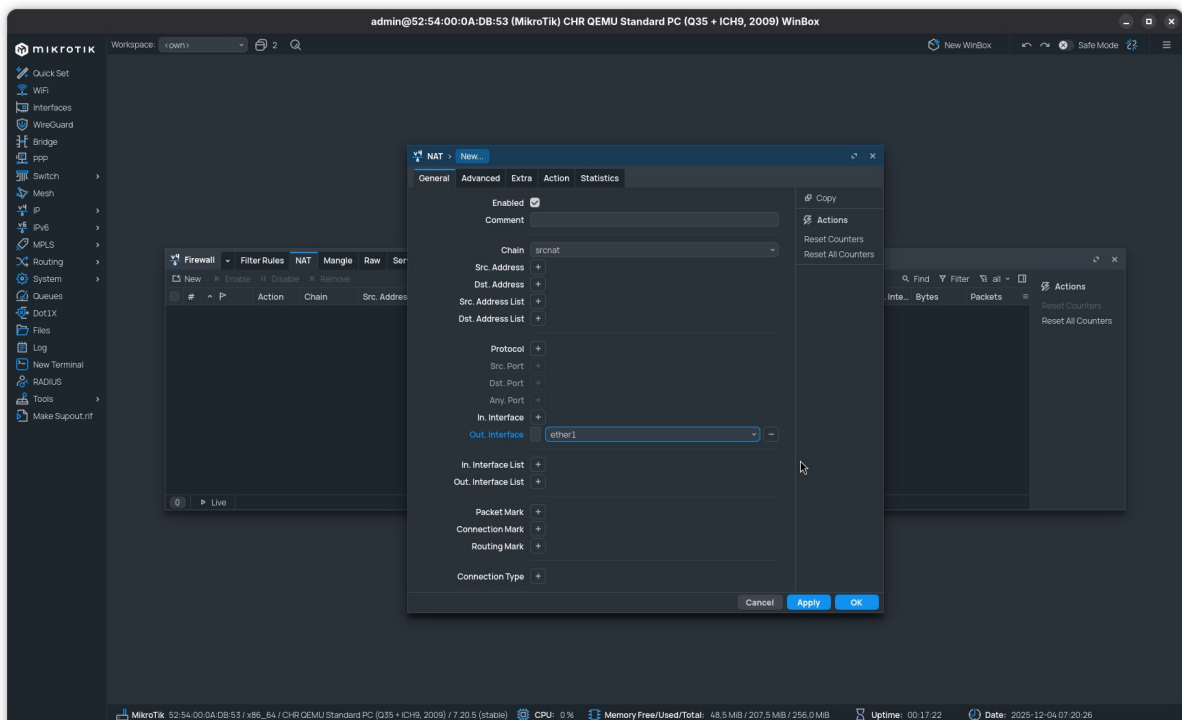 admin@52:54:00:0A:DB:53 (MikroTik) CHR QEMU Standard PC (Q35 + ICH9, 2009) WinBox
mikrotik
Workspace: <own> 2
New WinBox Safe Mode
Quick Set
WiFi
Interfaces
WireGuard
Bridge
PPP
Switch
Mesh
IP
IPv6
MPLS
Routing
System
Queues
Dot1X
Files
Log
New Terminal
RADIUS
Tools
Make Supout.rif
Firewall Filter Rules NAT Mangle Raw Ser
New Enable Disable Remove
# Action Chain Src. Addres
0 Live
NAT > New...
General Advanced Extra Action Statistics
Enabled
Comment
Chain srcnat
Src. Address +
Dst. Address +
Src. Address List +
Dst. Address List +
Protocol +
Src. Port +
Dst. Port +
Any. Port +
In. Interface +
Out. Interface ether1 −
In. Interface List +
Out. Interface List +
Packet Mark +
Connection Mark +
Routing Mark +
Connection Type +
Cancel Apply OK
Copy
Actions
Reset Counters
Reset All Counters
Find Filter all
. Inte... Bytes Packets
Actions
Reset Counters
Reset All Counters
MikroTik 52:54:00:0A:DB:53 / x86_64 / CHR QEMU Standard PC (Q35 + ICH9, 2009) / 7.20.5 (stable) CPU: 0 % Memory Free/Used/Total: 48,5 MiB / 207,5 MiB / 256,0 MiB Uptime: 00:17:22 Date: 2025-12-04 07:20:26